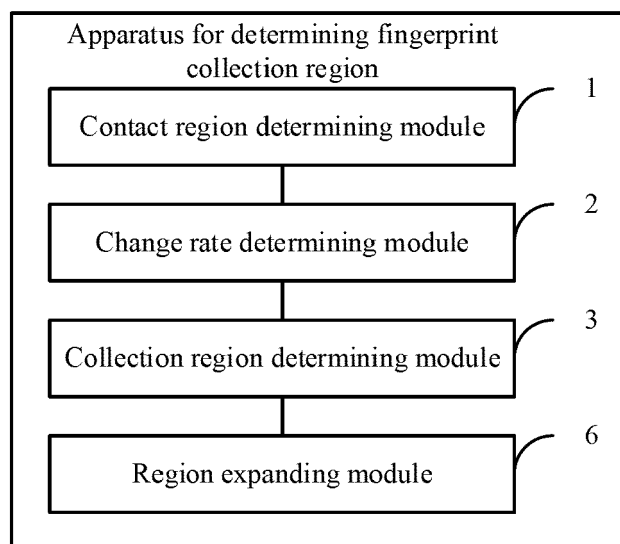 Apparatus for determining fingerprint
collection region
1
Contact region determining module
2
Change rate determining module
3
Collection region determining module
6
Region expanding module